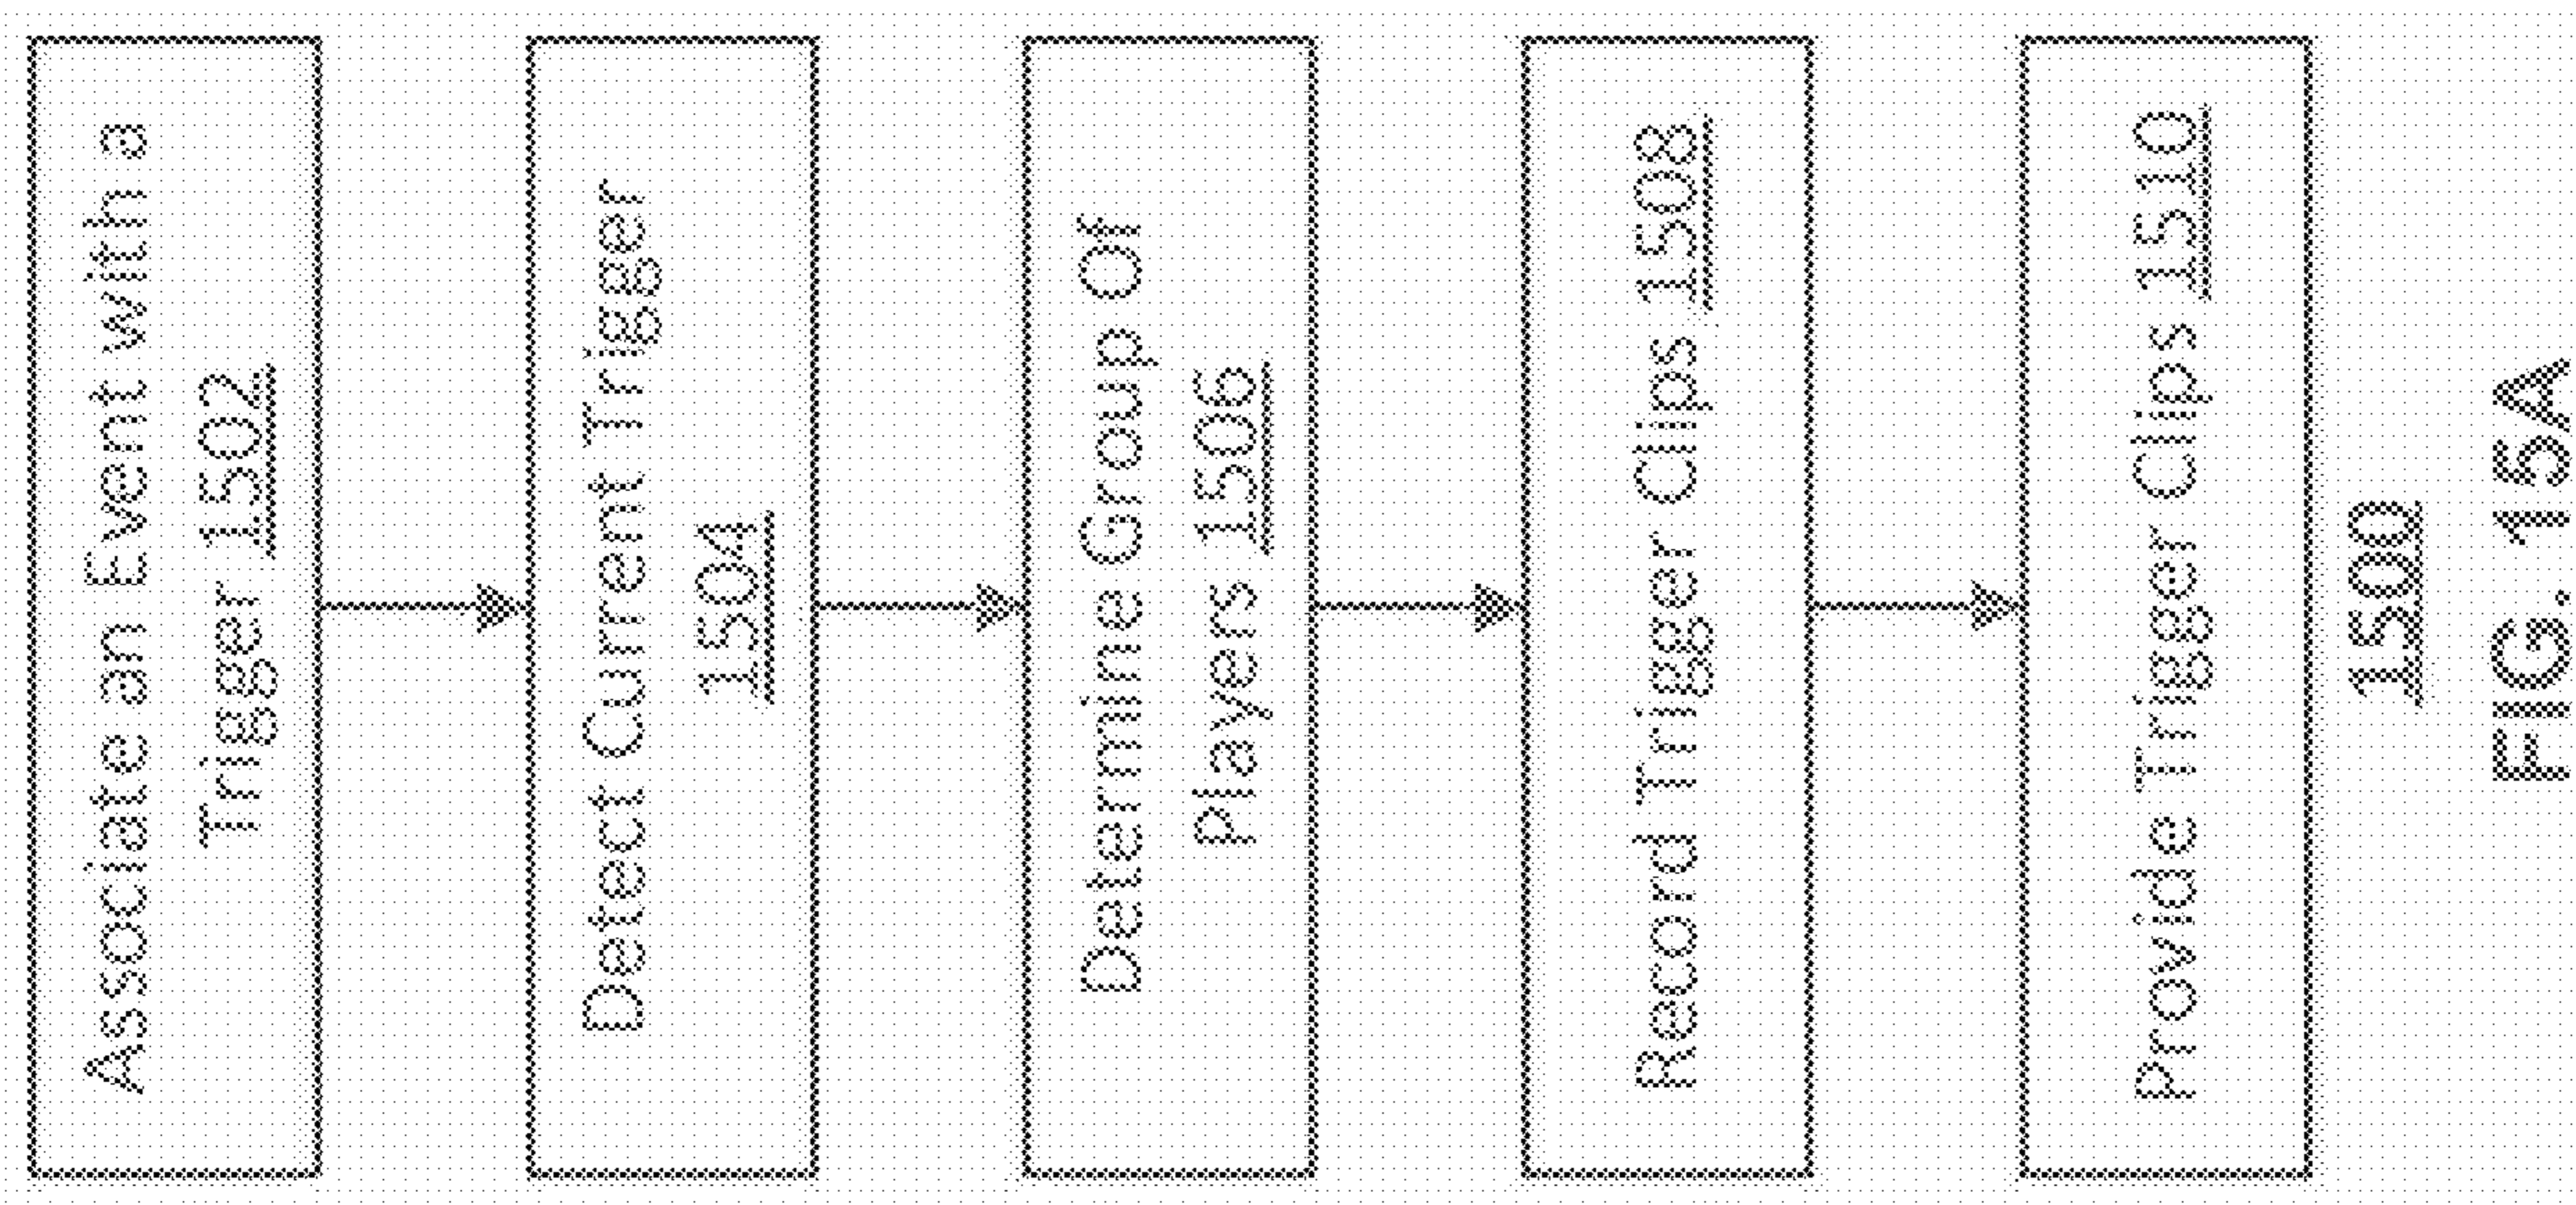 Associate an Event with a
Trigger 1502
Detect Current Trigger
1504
Determine Group Of
Players 1506
Record Trigger Clips 1508
Provide Trigger Clips 1510
1500
FIG. 15A